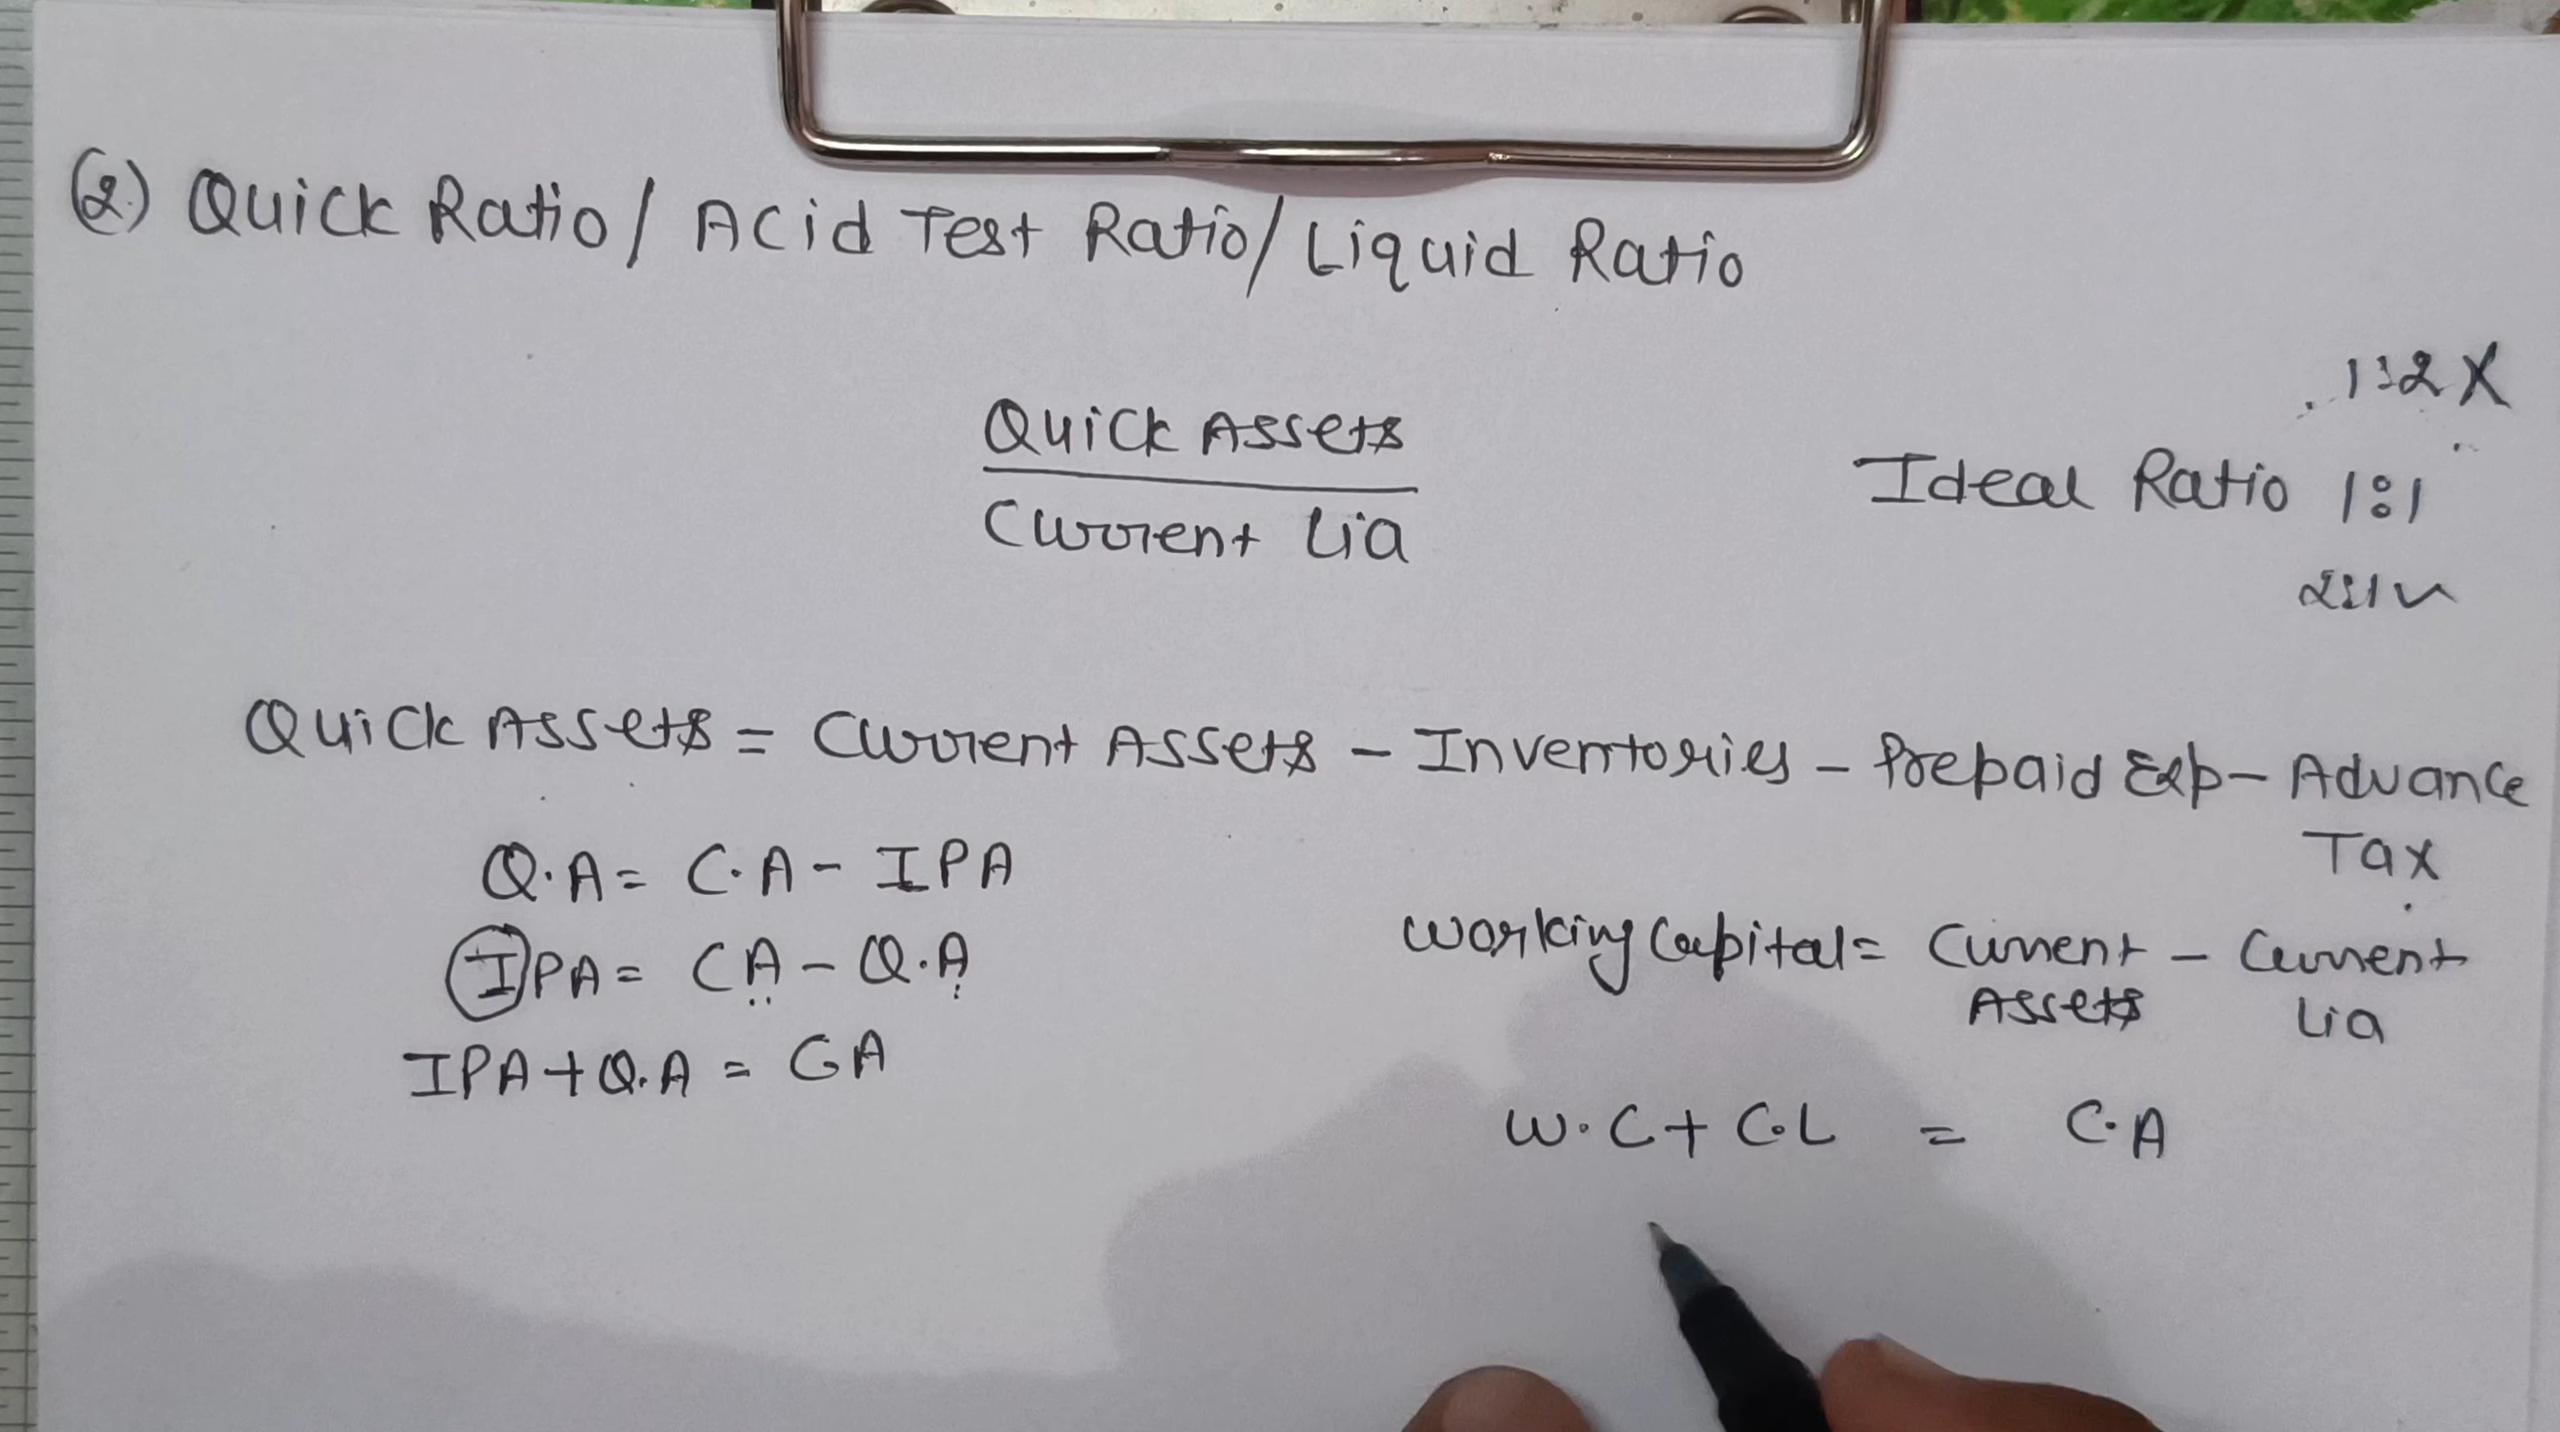 (2.) Quick Ratio/ Acid Test Ratio/ Liquid Ratio
1:2 X
Quick Assets
Current Lia
Ideal Ratio 1:1
2:1 ✓
Quick Assets = Current Assets - Inventories - Prepaid Exp - Advance
Tax
Q.A = C.A - IPA
IPA = CA - Q.A
IPA + Q.A = CA
Working Capital = Current - Current
Assets Lia
W.C + C.L = C.A